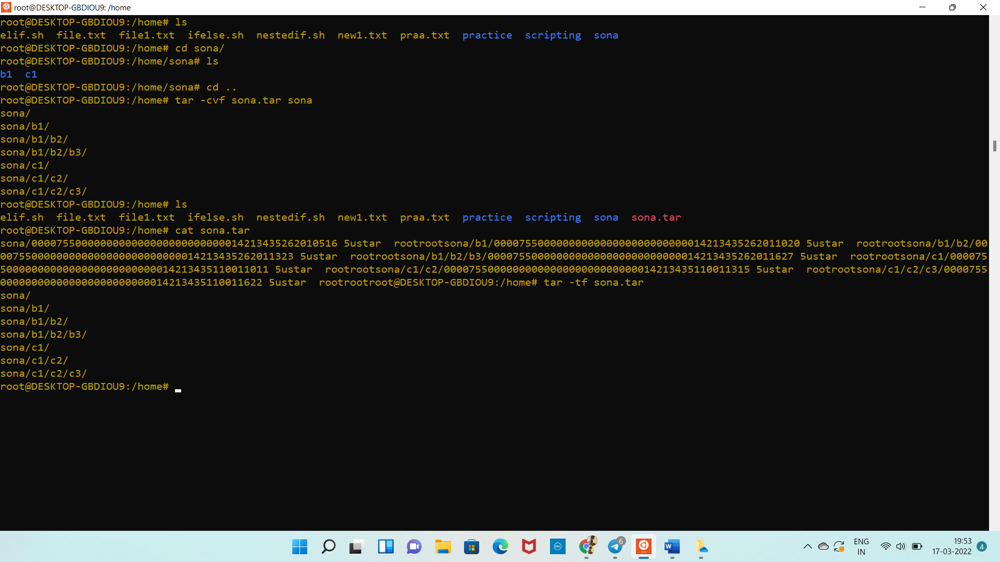 root@DESKTOP-GBDIOU9: /home
root@DESKTOP-GBDIOU9:/home# ls
elif.sh  file.txt  file1.txt  ifelse.sh  nestedif.sh  new1.txt  praa.txt  practice  scripting  sona
root@DESKTOP-GBDIOU9:/home# cd sona/
root@DESKTOP-GBDIOU9:/home/sona# ls
b1  c1
root@DESKTOP-GBDIOU9:/home/sona# cd ..
root@DESKTOP-GBDIOU9:/home# tar -cvf sona.tar sona
sona/
sona/b1/
sona/b1/b2/
sona/b1/b2/b3/
sona/c1/
sona/c1/c2/
sona/c1/c2/c3/
root@DESKTOP-GBDIOU9:/home# ls
elif.sh  file.txt  file1.txt  ifelse.sh  nestedif.sh  new1.txt  praa.txt  practice  scripting  sona  sona.tar
root@DESKTOP-GBDIOU9:/home# cat sona.tar
sona/0000755000000000000000000000000014213435262010516 5ustar  rootrootsona/b1/0000755000000000000000000000000014213435262011020 5ustar  rootrootsona/b1/b2/00
00755000000000000000000000000014213435262011323 5ustar  rootrootsona/b1/b2/b3/0000755000000000000000000000000014213435262011627 5ustar  rootrootsona/c1/000075
5000000000000000000000000014213435110011011 5ustar  rootrootsona/c1/c2/0000755000000000000000000000000014213435110011315 5ustar  rootrootsona/c1/c2/c3/0000755
000000000000000000000000014213435110011622 5ustar  rootrootroot@DESKTOP-GBDIOU9:/home# tar -tf sona.tar
sona/
sona/b1/
sona/b1/b2/
sona/b1/b2/b3/
sona/c1/
sona/c1/c2/
sona/c1/c2/c3/
root@DESKTOP-GBDIOU9:/home#
6
ENG
IN
19:53
17-03-2022
4